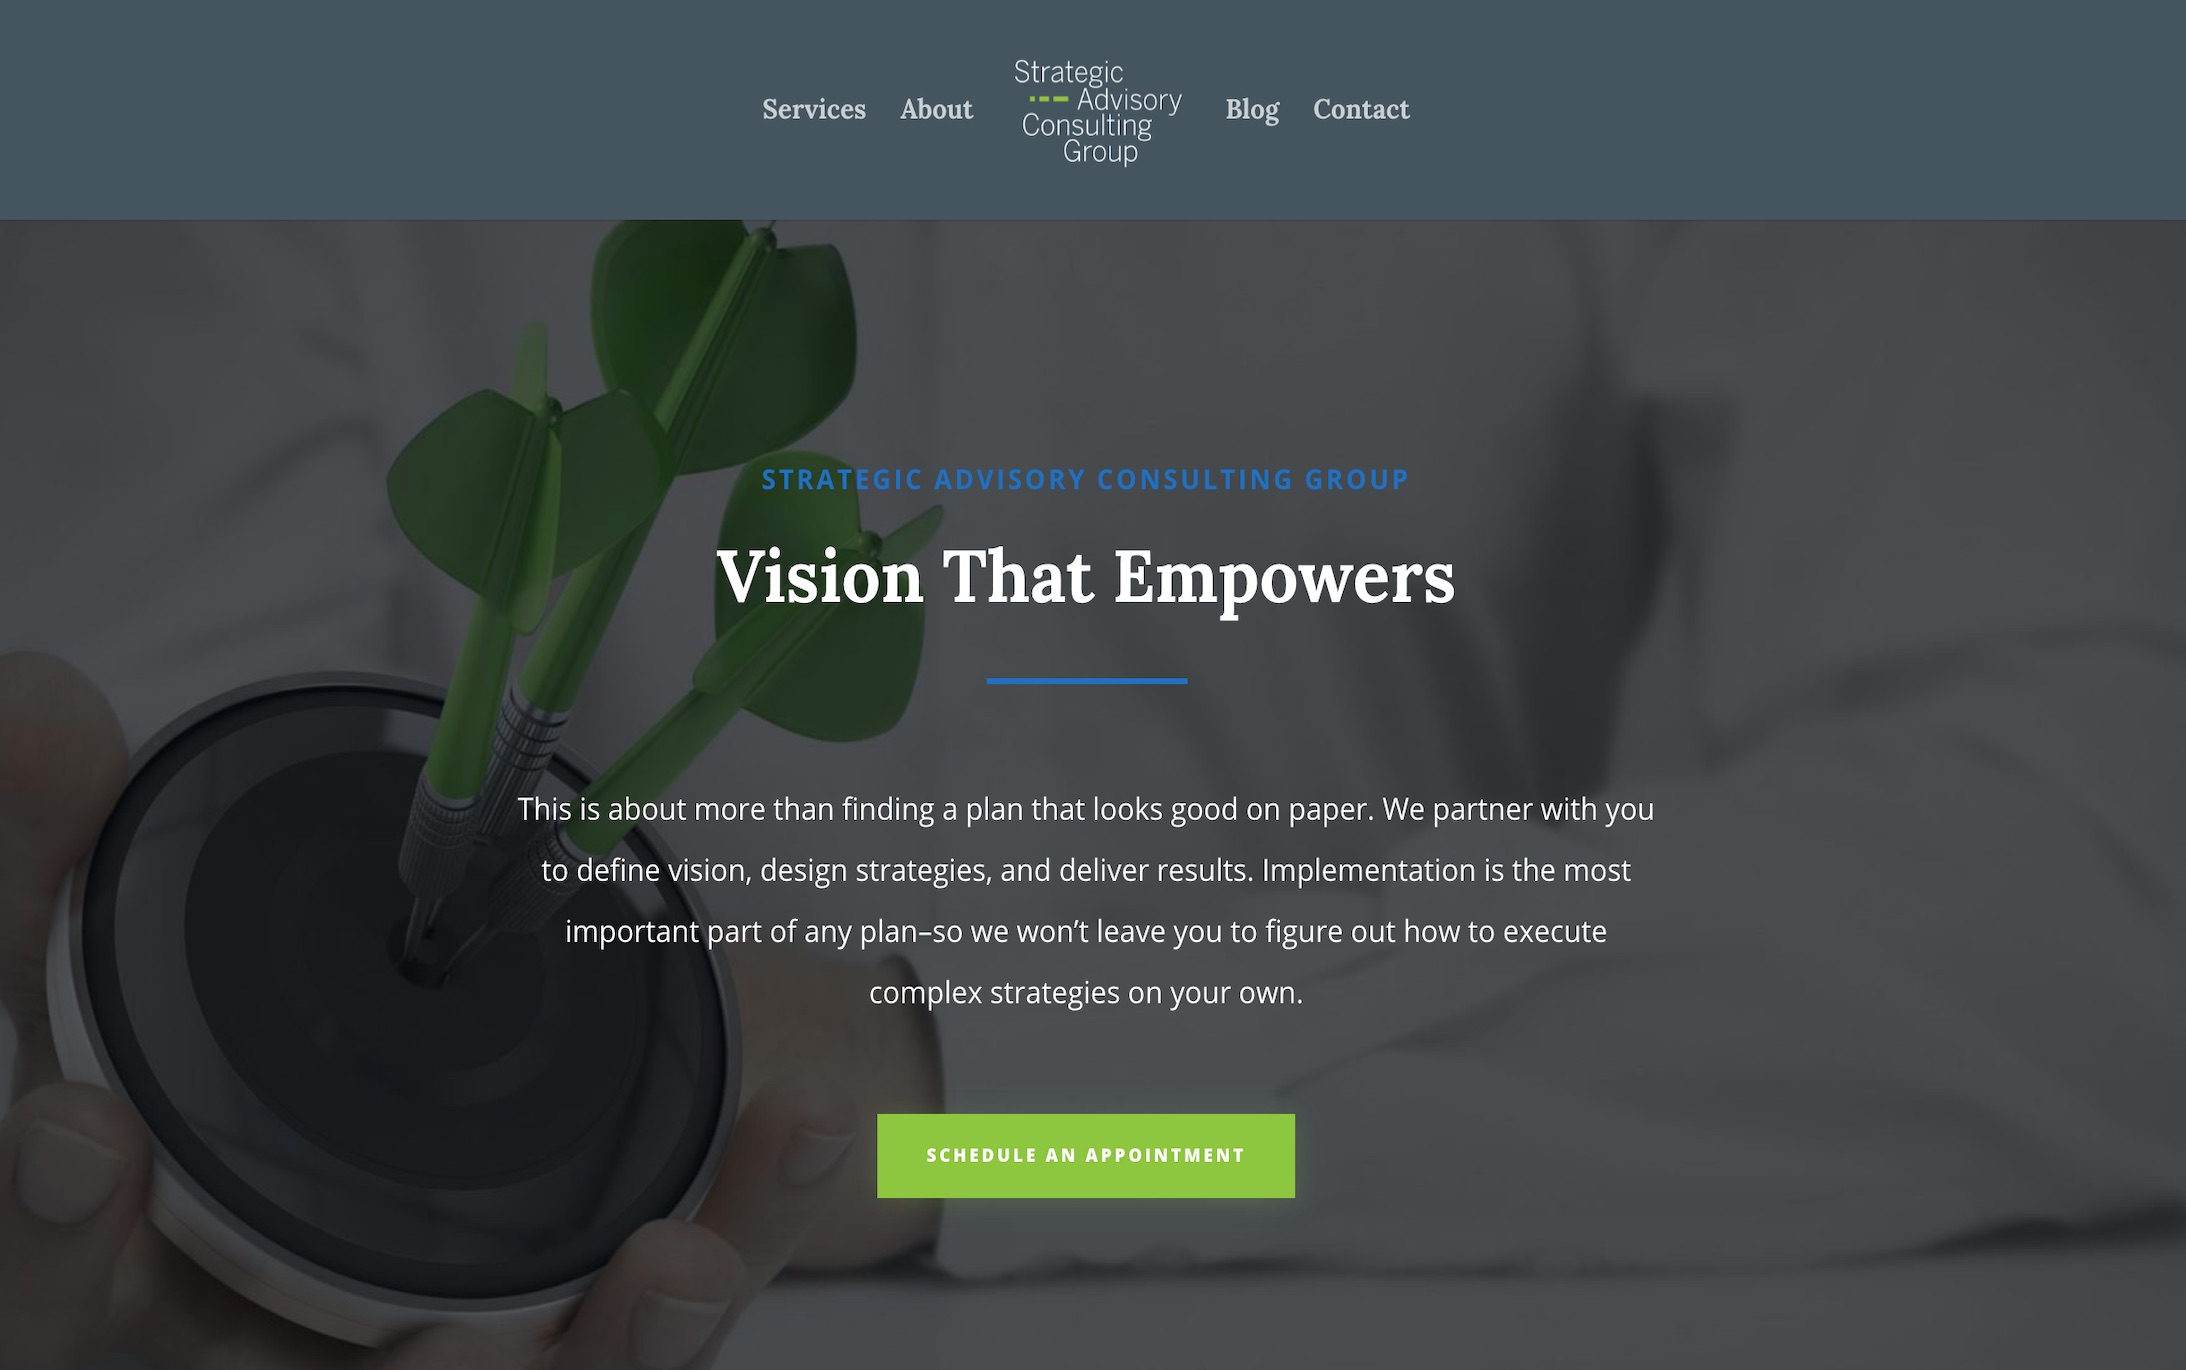 Services
About
Strategic
Advisory
Consulting
Group
Blog
Contact
STRATEGIC ADVISORY CONSULTING GROUP
Vision That Empowers
This is about more than finding a plan that looks good on paper. We partner with you
to define vision, design strategies, and deliver results. Implementation is the most
important part of any plan–so we won’t leave you to figure out how to execute
complex strategies on your own.
SCHEDULE AN APPOINTMENT